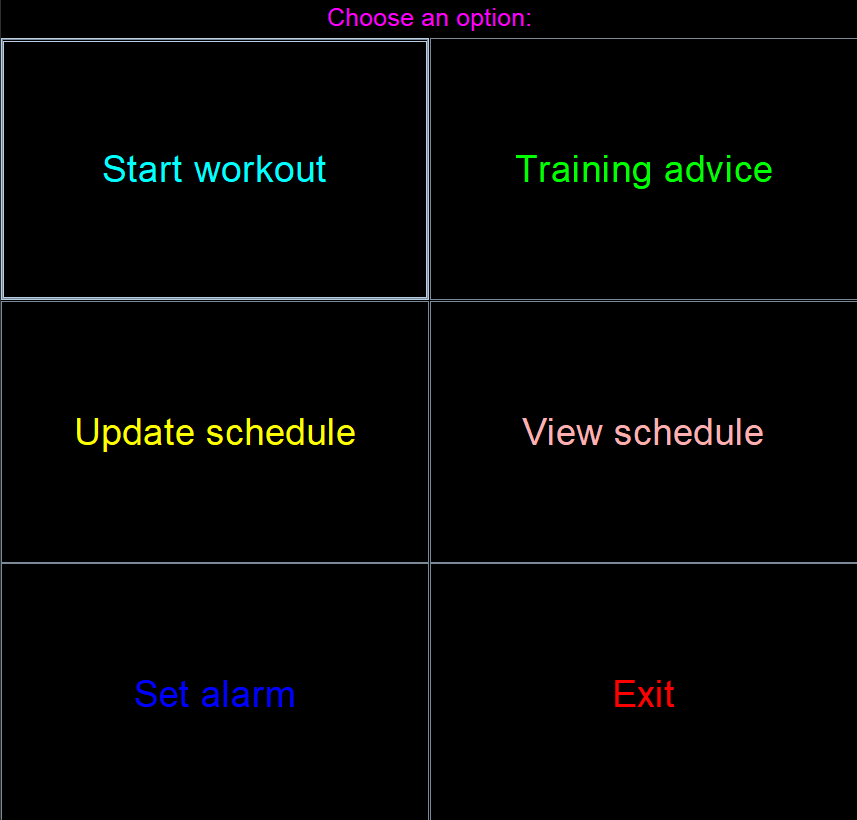 Choose an option:
Start workout
Training advice
Update schedule
View schedule
Set alarm
Exit